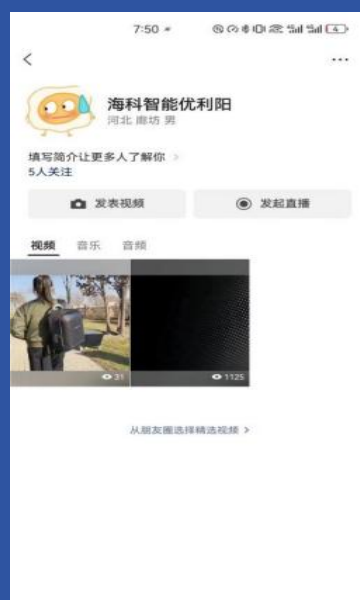 7:50
4
海科智能优利阳
河北 廊坊 男
填写简介让更多人了解你 >
5人关注
发表视频
发起直播
视频
音乐
音频
31
1125
从朋友圈选择精选视频 >